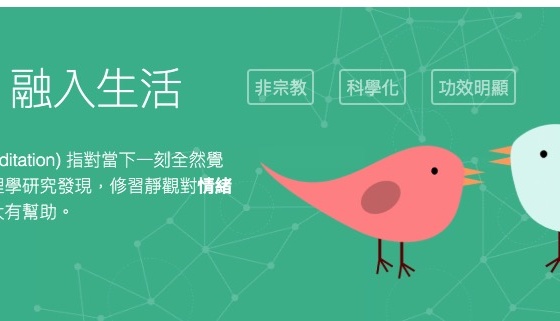 融入生活
非宗教
科學化
功效明顯
ditation) 指對當下一刻全然覺
理學研究發現，修習靜觀對情緒
大有幫助。